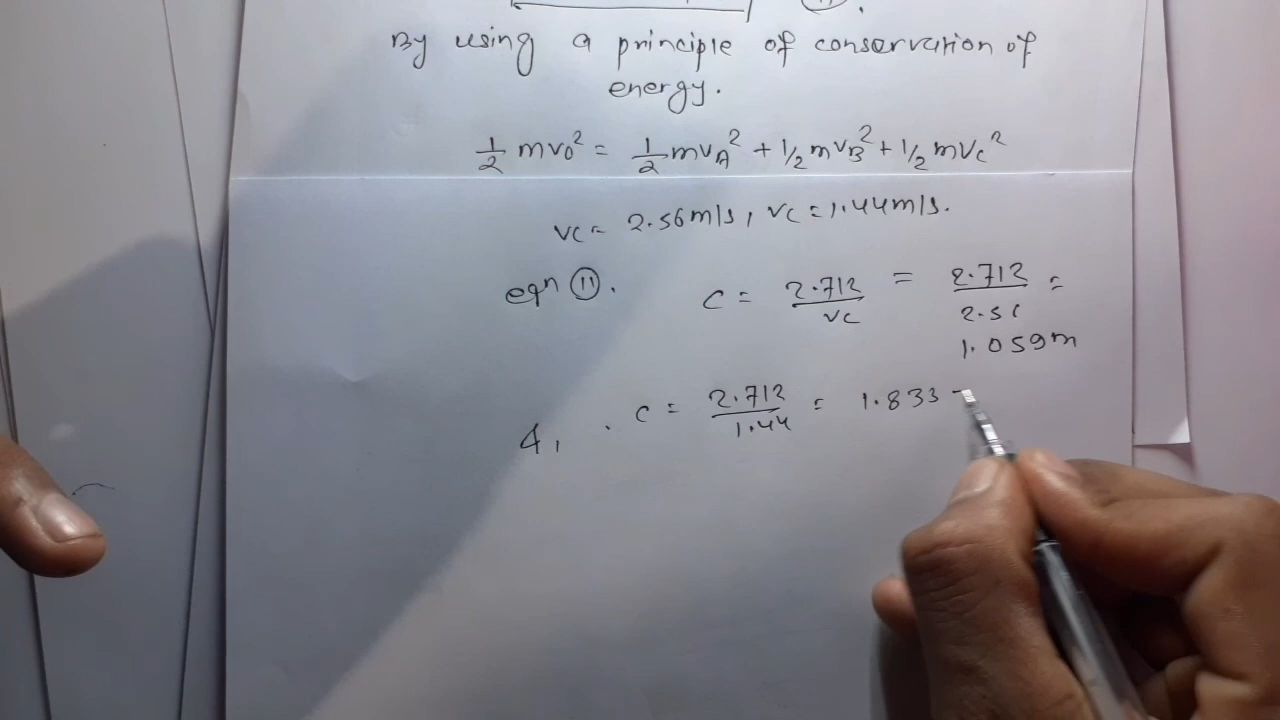 By using a principle of conservation of
energy.
½ mv0² = ½ mvA² + 1/2 mvB² + 1/2 mvC²
vc = 2.56 m/s, vc = 1.44 m/s.
eqn (11). C = 2.712/vc = 2.712/2.56 =
1.059m
4, . C = 2.712/1.44 = 1.833